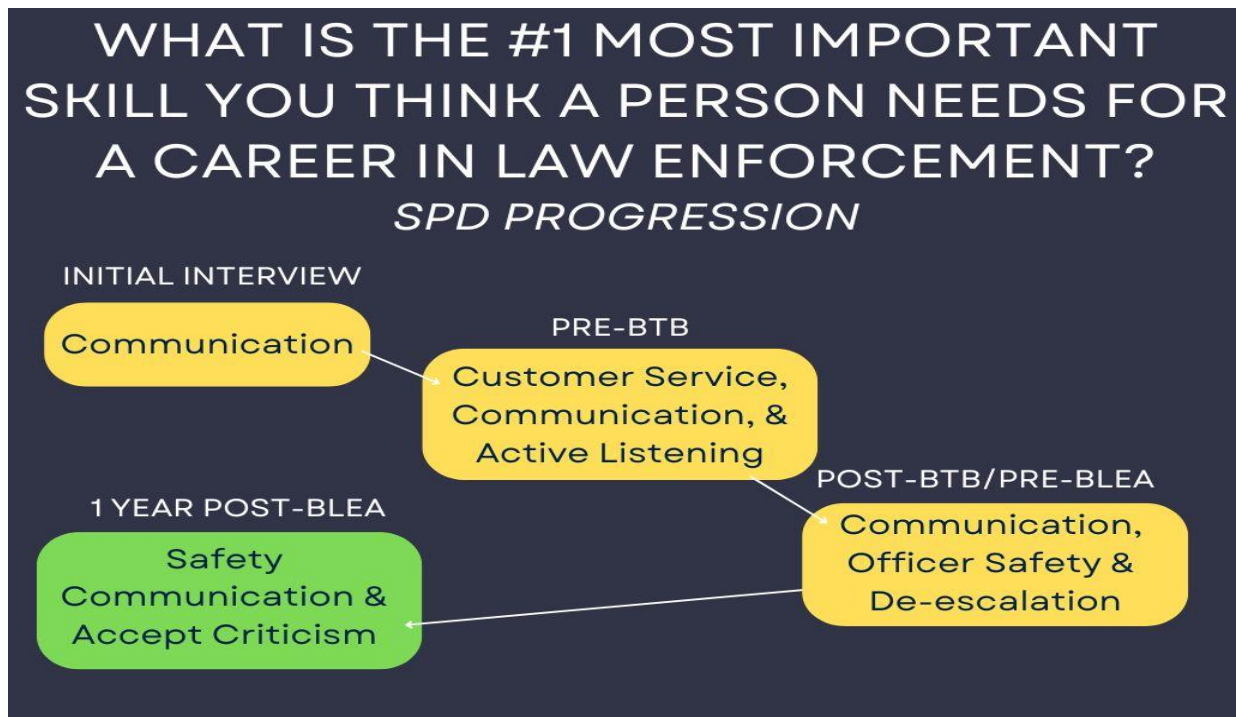 WHAT IS THE #1 MOST IMPORTANT
SKILL YOU THINK A PERSON NEEDS FOR
A CAREER IN LAW ENFORCEMENT?
SPD PROGRESSION
INITIAL INTERVIEW
Communication
PRE-BTB
Customer Service,
Communication, &
Active Listening
POST-BTB/PRE-BLEA
Communication,
Officer Safety &
De-escalation
1 YEAR POST-BLEA
Safety
Communication &
Accept Criticism